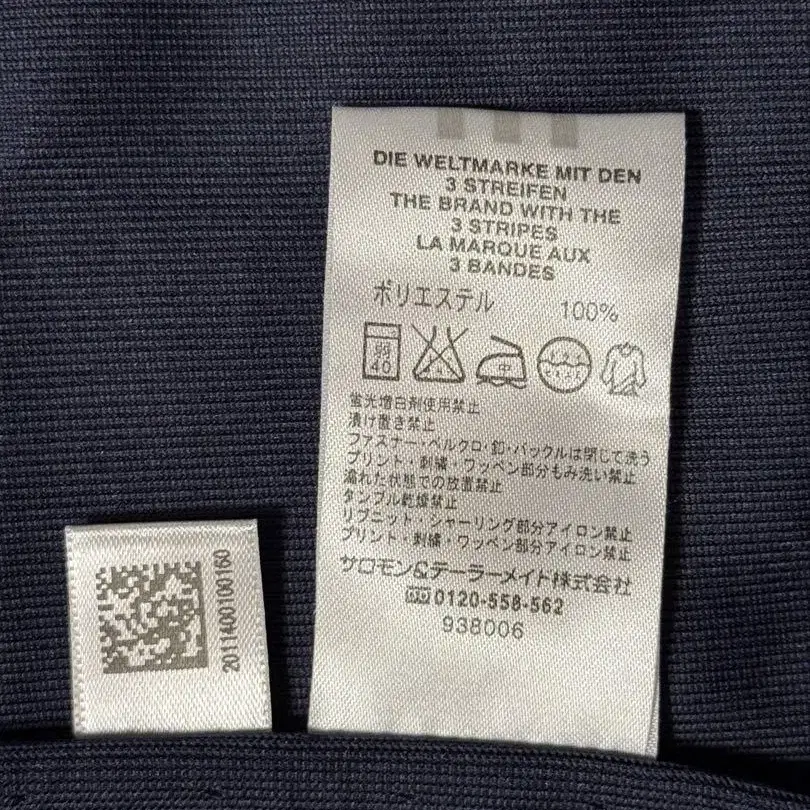 DIE WELTMARKE MIT DEN
3 STREIFEN
THE BRAND WITH THE
3 STRIPES
LA MARQUE AUX
3 BANDES
ポリエステル 100%
弱
40
中
蛍光増白剤使用禁止
漬け置き禁止
ファスナー・ベルクロ・釦・バックルは閉じて洗う
プリント・刺繍・ワッペン部分もみ洗い禁止
濡れた状態での放置禁止
タンブル乾燥禁止
リブニット・シャーリング部分アイロン禁止
プリント・刺繍・ワッペン部分アイロン禁止
サロモン&テーラーメイド株式会社
0120-558-562
938006
2011400100160